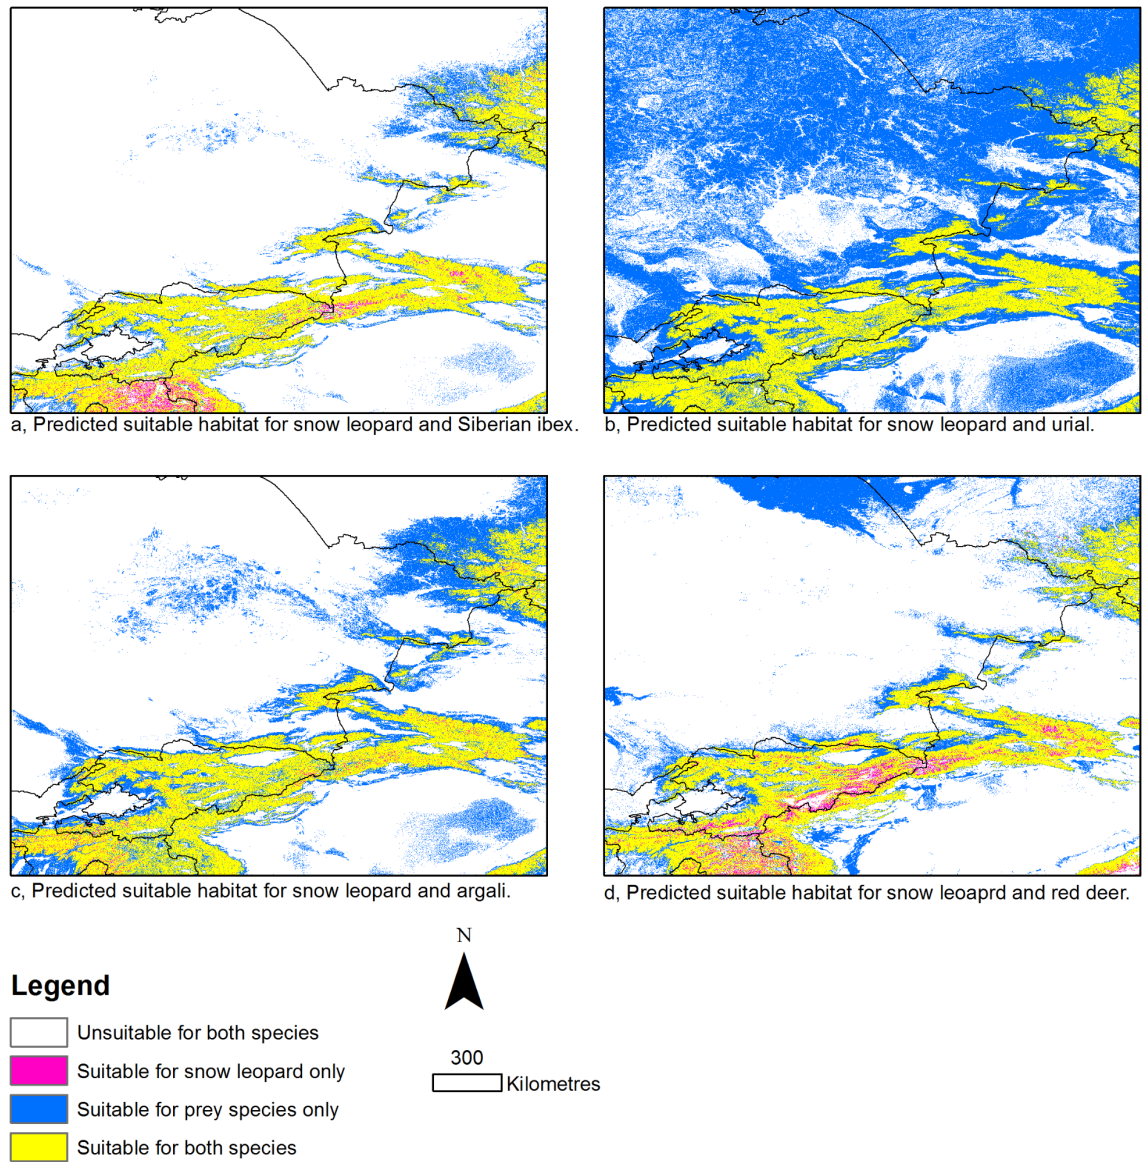 a, Predicted suitable habitat for snow leopard and Siberian ibex.
b, Predicted suitable habitat for snow leopard and urial.
c, Predicted suitable habitat for snow leopard and argali.
d, Predicted suitable habitat for snow leoaprd and red deer.
N
Legend
Unsuitable for both species
Suitable for snow leopard only
Suitable for prey species only
Suitable for both species
300
Kilometres